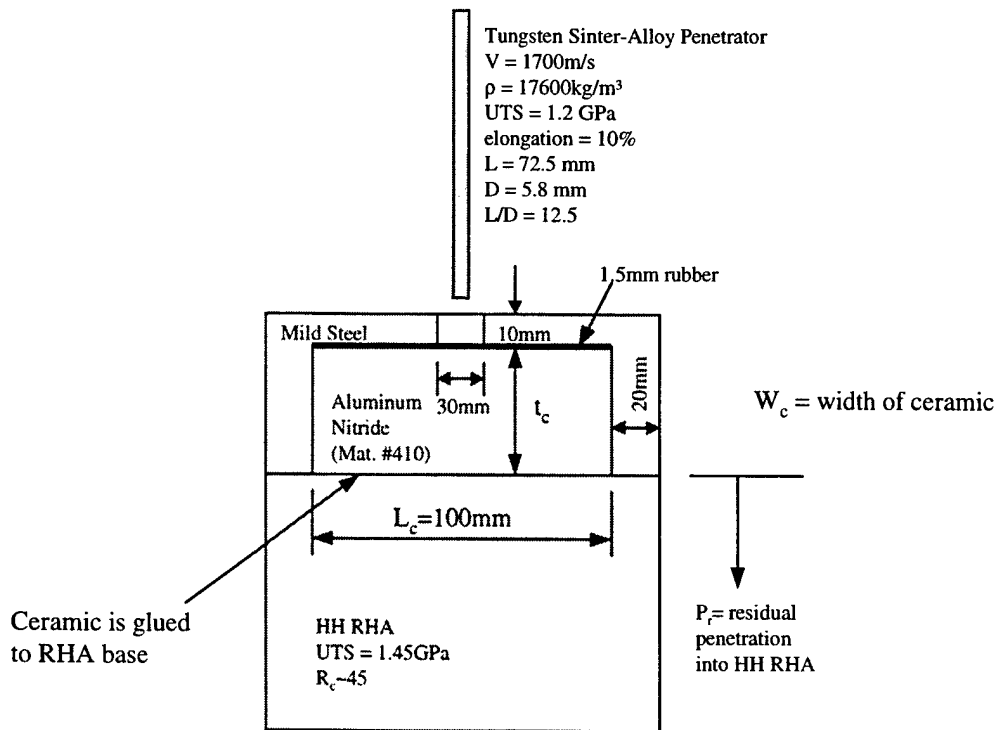 Tungsten Sinter-Alloy Penetrator
V = 1700m/s
ρ = 17600kg/m³
UTS = 1.2 GPa
elongation = 10%
L = 72.5 mm
D = 5.8 mm
L/D = 12.5
1.5mm rubber
Mild Steel
10mm
20mm
30mm
t_c
W_c = width of ceramic
Aluminum
Nitride
(Mat. #410)
L_c=100mm
Ceramic is glued
to RHA base
HH RHA
UTS = 1.45GPa
R_c~45
P_r= residual
penetration
into HH RHA